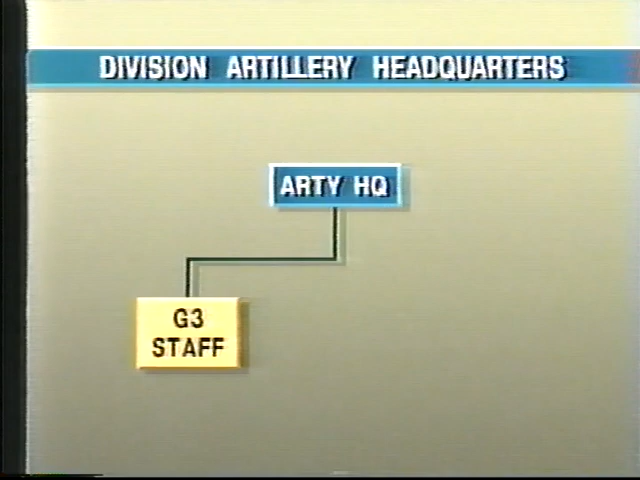 DIVISION ARTILLERY HEADQUARTERS
ARTY HQ
G3
STAFF